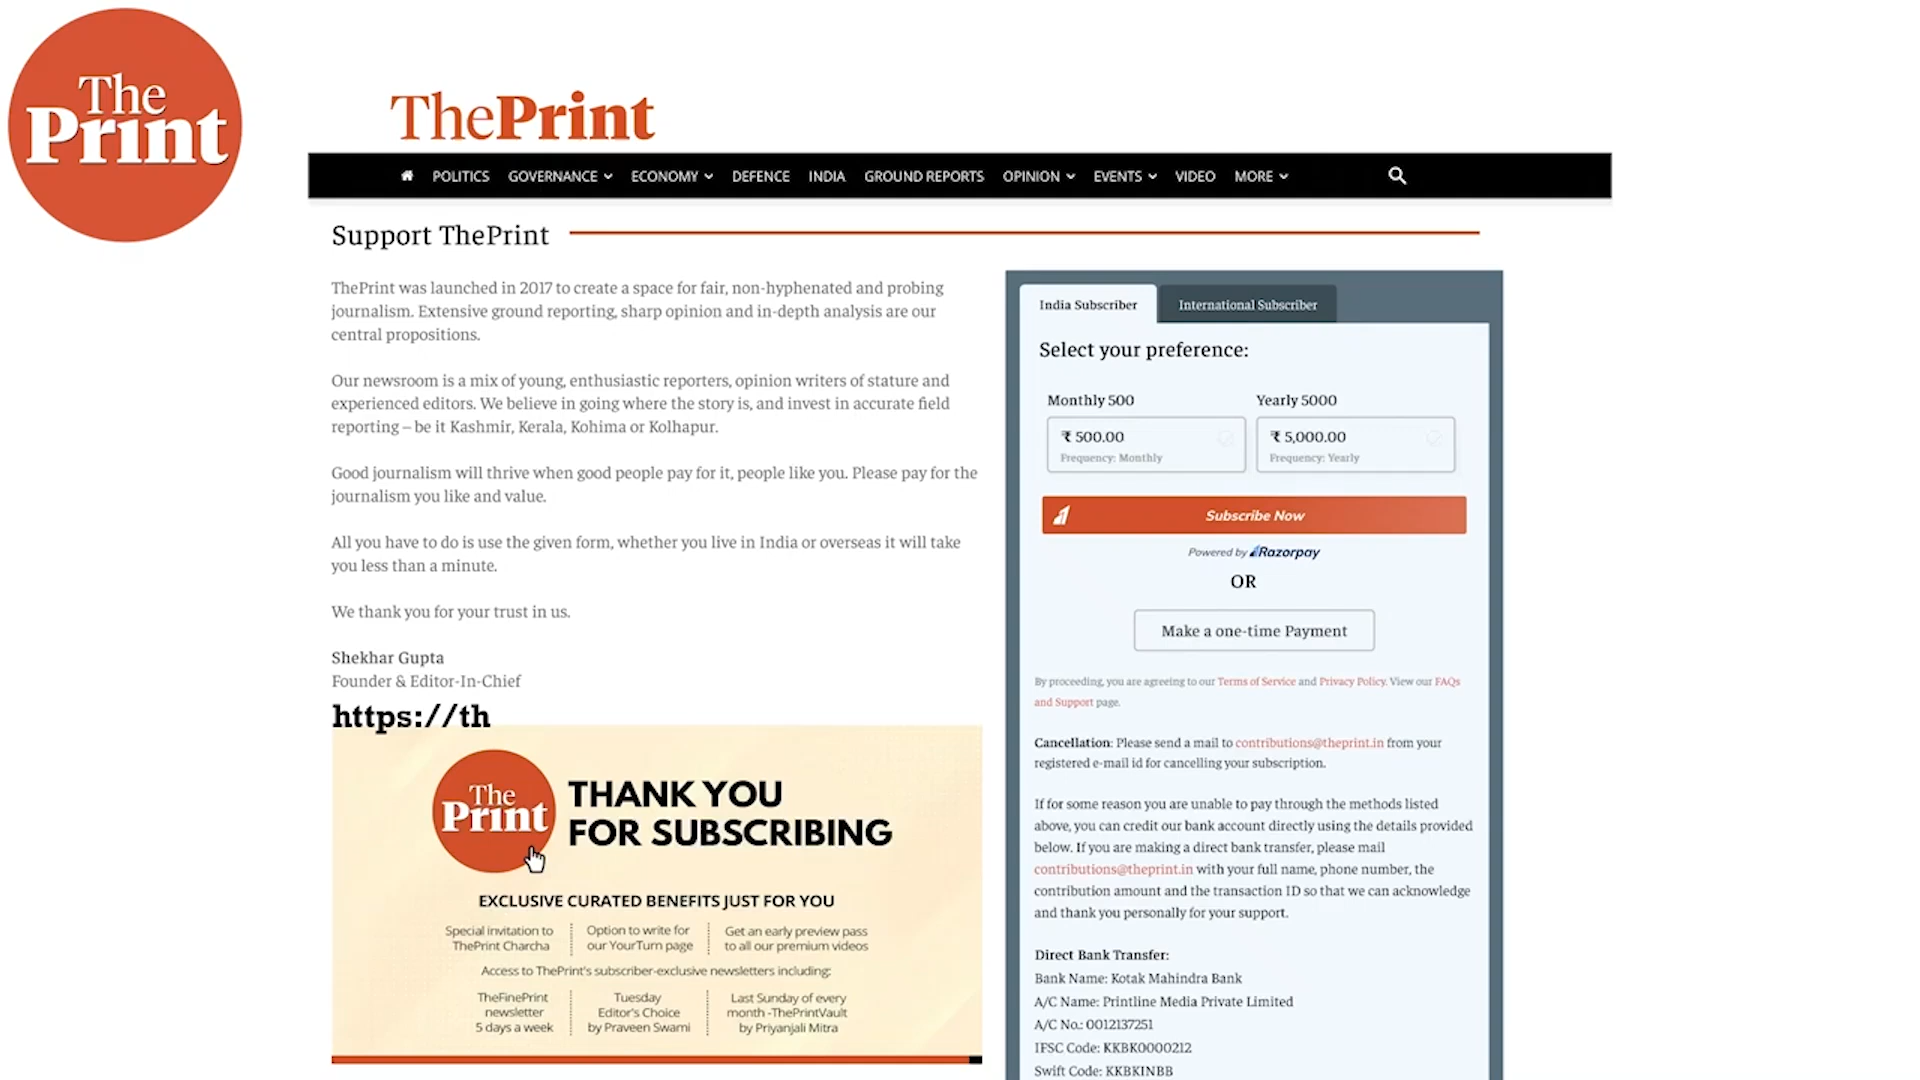 The
Print
ThePrint
POLITICS GOVERNANCE ECONOMY DEFENCE INDIA GROUND REPORTS OPINION EVENTS VIDEO MORE
Support ThePrint
ThePrint was launched in 2017 to create a space for fair, non-hyphenated and probing
journalism. Extensive ground reporting, sharp opinion and in-depth analysis are our
central propositions.
Our newsroom is a mix of young, enthusiastic reporters, opinion writers of stature and
experienced editors. We believe in going where the story is, and invest in accurate field
reporting – be it Kashmir, Kerala, Kohima or Kolhapur.
Good journalism will thrive when good people pay for it, people like you. Please pay for the
journalism you like and value.
All you have to do is use the given form, whether you live in India or overseas it will take
you less than a minute.
We thank you for your trust in us.
Shekhar Gupta
Founder & Editor-In-Chief
https://th
The
Print
THANK YOU
FOR SUBSCRIBING
EXCLUSIVE CURATED BENEFITS JUST FOR YOU
Special invitation to
ThePrint Charcha
Option to write for
our YourTurn page
Get an early preview pass
to all our premium videos
Access to ThePrint's subscriber-exclusive newsletters including:
TheFinePrint
newsletter
5 days a week
Tuesday
Editor's Choice
by Praveen Swami
Last Sunday of every
month -ThePrintVault
by Priyanjali Mitra
India Subscriber International Subscriber
Select your preference:
Monthly 500
₹ 500.00
Frequency: Monthly
Yearly 5000
₹ 5,000.00
Frequency: Yearly
Subscribe Now
Powered by Razorpay
OR
Make a one-time Payment
By proceeding, you are agreeing to our Terms of Service and Privacy Policy. View our FAQs
and Support page.
Cancellation: Please send a mail to contributions@theprint.in from your
registered e-mail id for cancelling your subscription.
If for some reason you are unable to pay through the methods listed
above, you can credit our bank account directly using the details provided
below. If you are making a direct bank transfer, please mail
contributions@theprint.in with your full name, phone number, the
contribution amount and the transaction ID so that we can acknowledge
and thank you personally for your support.
Direct Bank Transfer:
Bank Name: Kotak Mahindra Bank
A/C Name: Printline Media Private Limited
A/C No.: 0012137251
IFSC Code: KKBK0000212
Swift Code: KKBKINBB